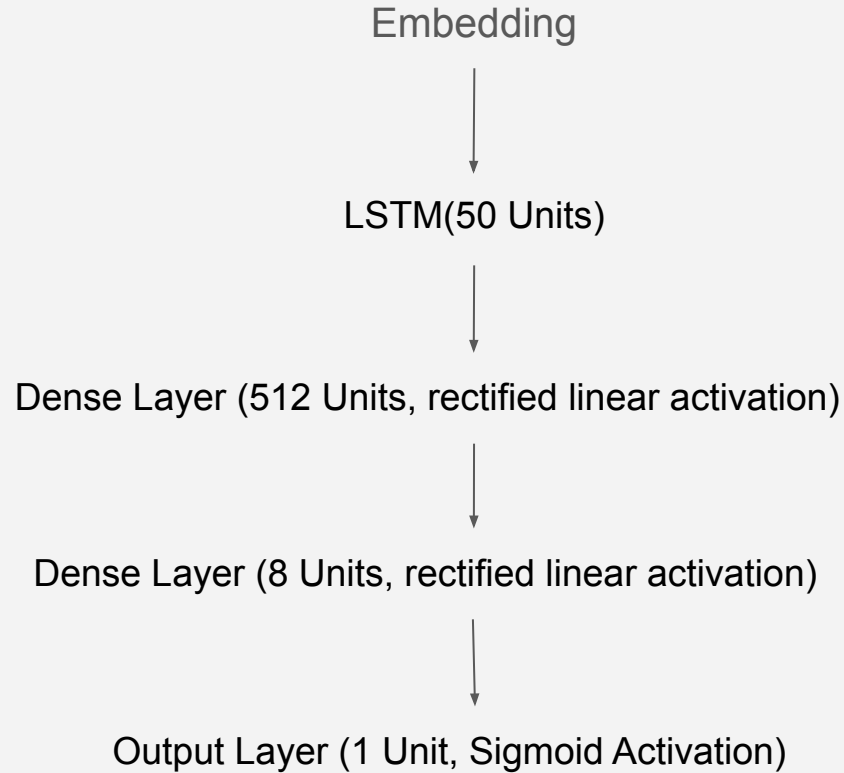 Embedding
LSTM(50 Units)
Dense Layer (512 Units, rectified linear activation)
Dense Layer (8 Units, rectified linear activation)
Output Layer (1 Unit, Sigmoid Activation)